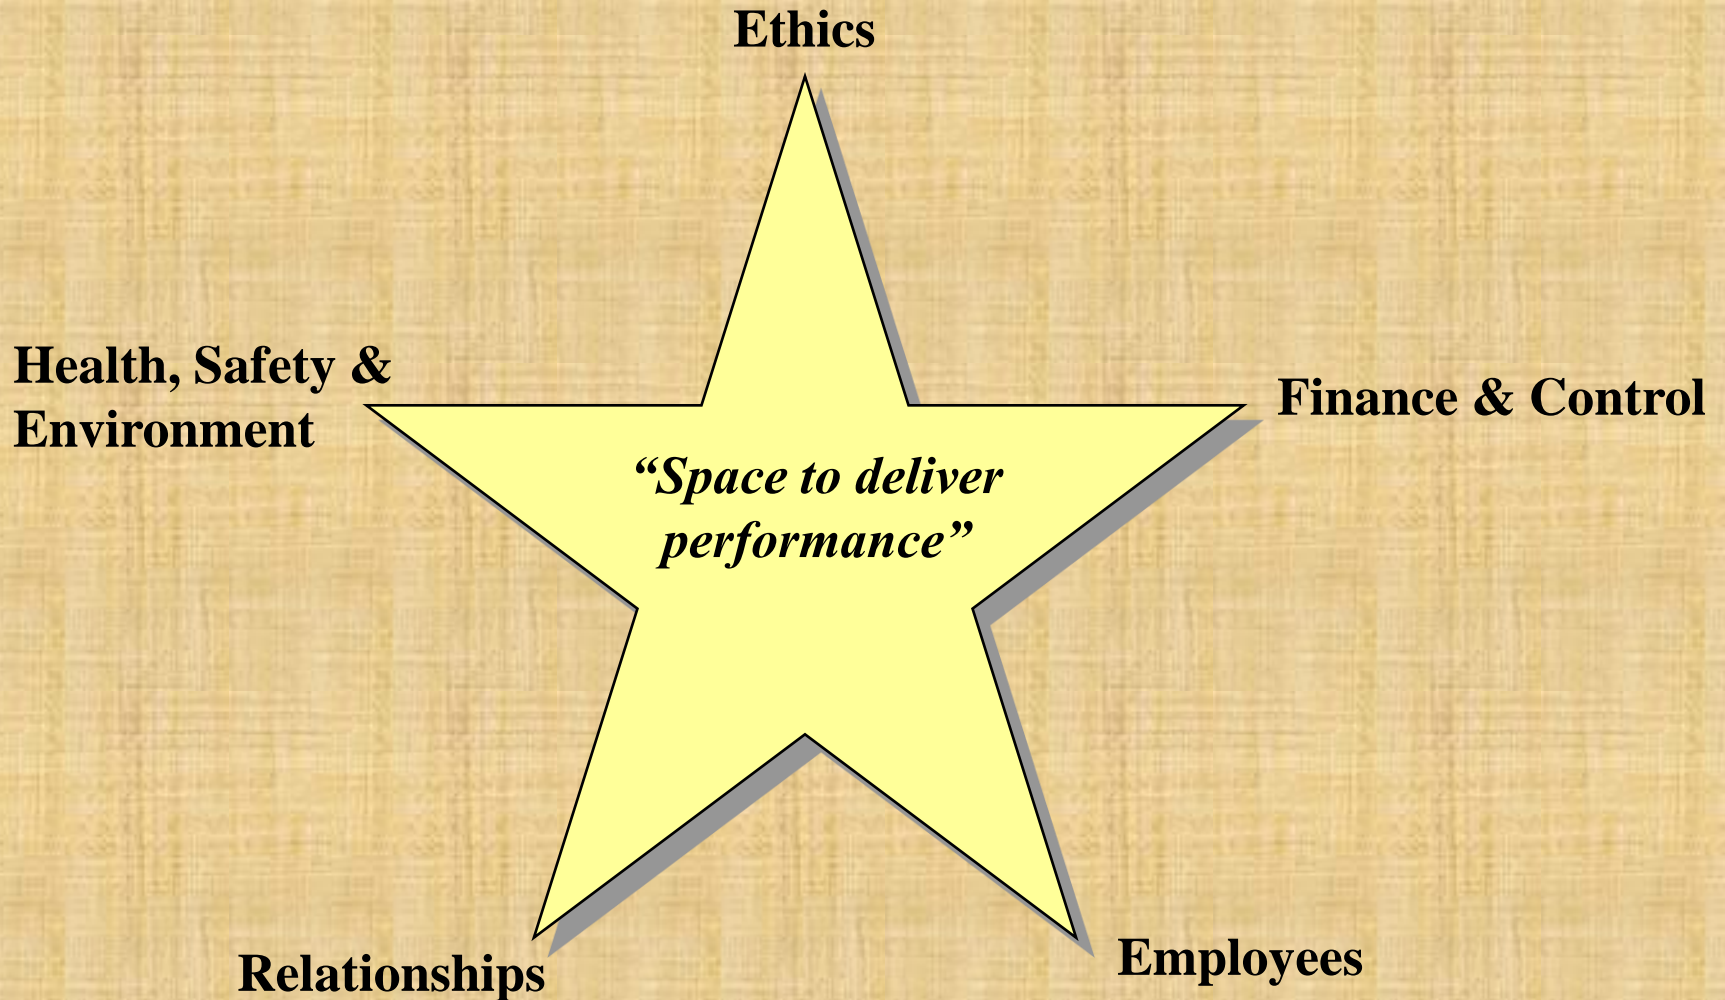 Ethics
Health, Safety &
Environment
Finance & Control
“Space to deliver
performance”
Relationships
Employees